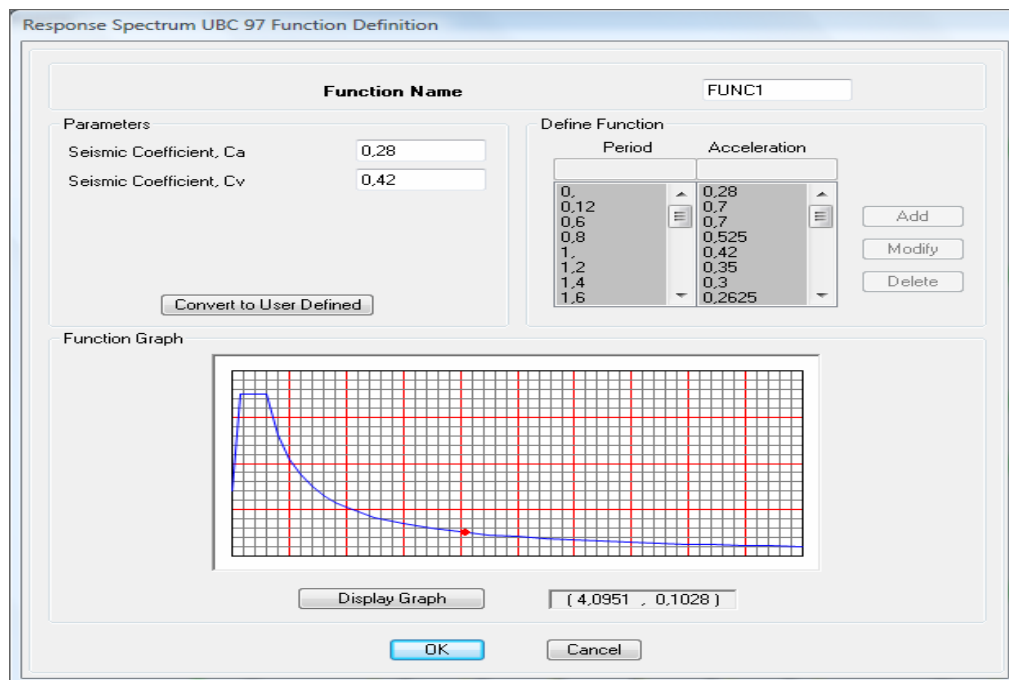 Response Spectrum UBC 97 Function Definition
Function Name
FUNC1
Parameters
Seismic Coefficient, Ca
0,28
Seismic Coefficient, Cv
0,42
Convert to User Defined
Define Function
Period Acceleration
0, 0,28
0,12 0,7
0,6 0,7
0,8 0,525
1, 0,42
1,2 0,35
1,4 0,3
1,6 0,2625
Add
Modify
Delete
Function Graph
Display Graph
( 4,0951 , 0,1028 )
OK
Cancel